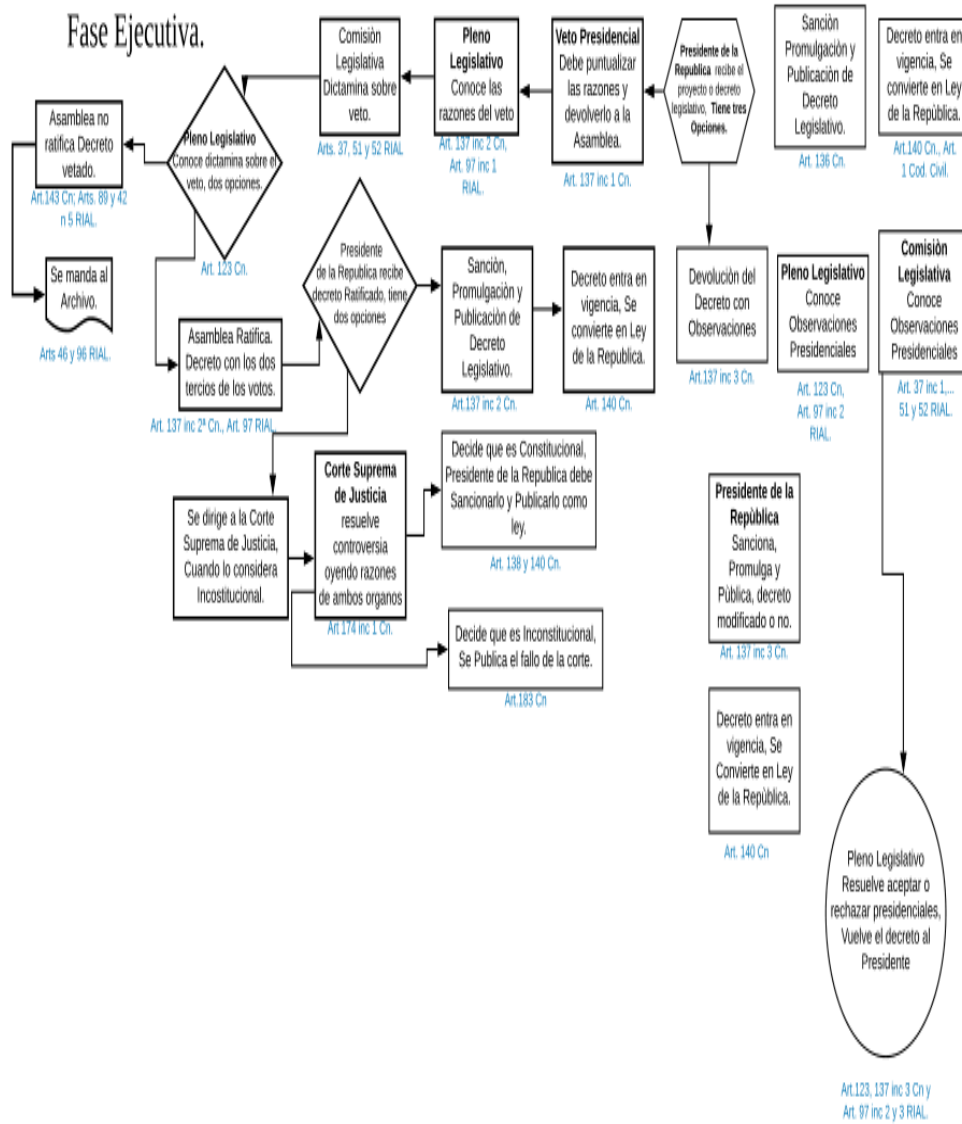 Fase Ejecutiva.
Asamblea no
ratifica Decreto
vetado.
Art.143 Cn; Arts. 89 y 42
n 5 RIAL.
Se manda al
Archivo.
Arts 46 y 96 RIAL.
Pleno Legislativo
Conoce dictamina sobre el
veto, dos opciones.
Art. 123 Cn.
Comisiòn
Legislativa
Dictamina sobre
veto.
Arts. 37, 51 y 52 RIAL
Pleno
Legislativo
Conoce las
razones del veto
Art. 137 inc 2 Cn,
Art. 97 inc 1
RIAL.
Veto Presidencial
Debe puntualizar
las razones y
devolverlo a la
Asamblea.
Art. 137 inc 1 Cn.
Presidente de la
Republica recibe el
proyecto o decreto
legislativo, Tiene tres
Opciones.
Sanciòn
Promulgaciòn y
Publicaciòn de
Decreto
Legislativo.
Art. 136 Cn.
Decreto entra en
vigencia, Se
convierte en Ley
de la Repùblica.
Art.140 Cn., Art.
1 Cod. Civil.
Asamblea Ratifica.
Decreto con los dos
tercios de los votos.
Art. 137 inc 2ª Cn., Art. 97 RIAL.
Presidente
de la Republica recibe
decreto Ratificado, tiene
dos opciones
Sanciòn,
Promulgaciòn y
Publicaciòn de
Decreto
Legislativo.
Art.137 inc 2 Cn.
Decreto entra en
vigencia, Se
convierte en Ley
de la Republica.
Art. 140 Cn.
Devoluciòn del
Decreto con
Observaciones
Art.137 inc 3 Cn.
Pleno Legislativo
Conoce
Observaciones
Presidenciales
Art. 123 Cn,
Art. 97 inc 2
RIAL.
Comisiòn
Legislativa
Conoce
Observaciones
Presidenciales
Art. 37 inc 1,...
51 y 52 RIAL.
Se dirige a la Corte
Suprema de Justicia,
Cuando lo considera
Incostitucional.
Corte Suprema
de Justicia
resuelve
controversia
oyendo razones
de ambos organos
Art 174 inc 1 Cn.
Decide que es Constitucional,
Presidente de la Republica debe
Sancionarlo y Publicarlo como
ley.
Art. 138 y 140 Cn.
Decide que es Inconstitucional,
Se Publica el fallo de la corte.
Art.183 Cn
Presidente de la
Repùblica
Sanciona,
Promulga y
Pùblica, decreto
modificado o no.
Art. 137 inc 3 Cn.
Decreto entra en
vigencia, Se
Convierte en Ley
de la Repùblica.
Art. 140 Cn
Pleno Legislativo
Resuelve aceptar o
rechazar presidenciales,
Vuelve el decreto al
Presidente
Art.123, 137 inc 3 Cn y
Art. 97 inc 2 y 3 RIAL.